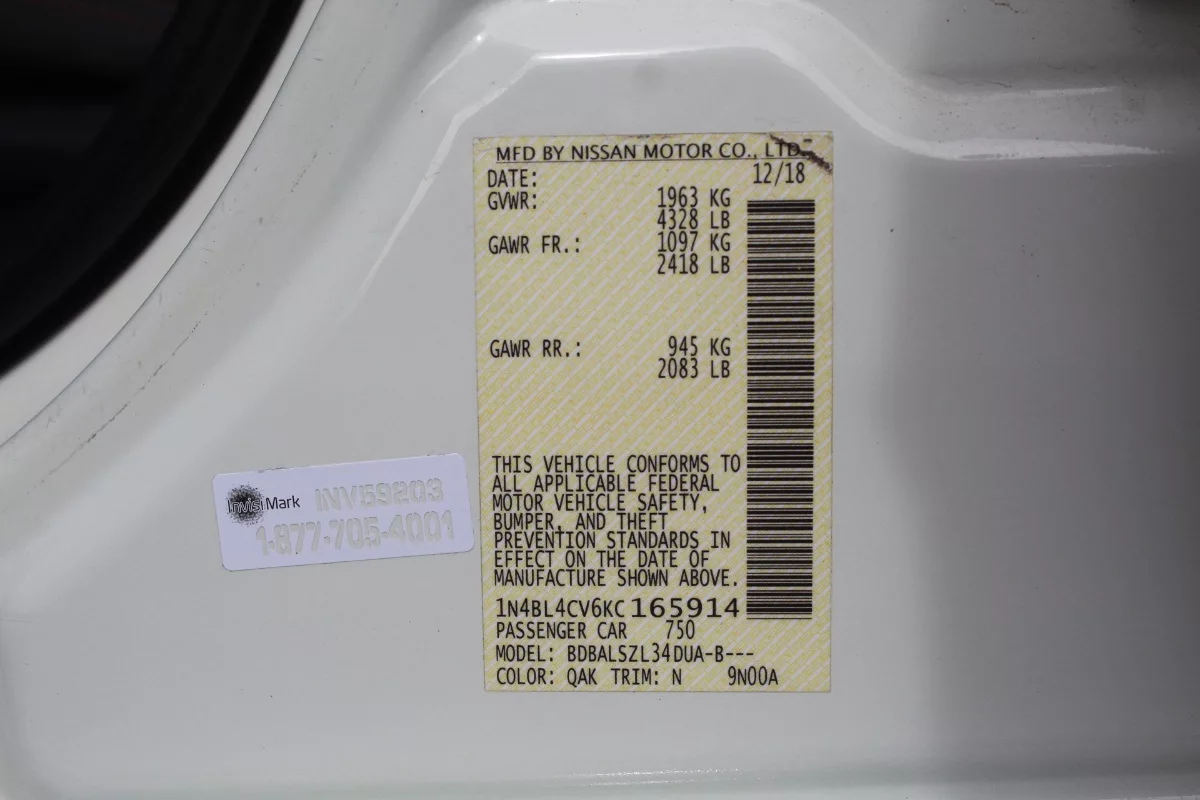 MFD BY NISSAN MOTOR CO., LTD.
DATE: 12/18
GVWR: 1963 KG
4328 LB
GAWR FR.: 1097 KG
2418 LB
GAWR RR.: 945 KG
2083 LB
THIS VEHICLE CONFORMS TO
ALL APPLICABLE FEDERAL
MOTOR VEHICLE SAFETY,
BUMPER, AND THEFT
PREVENTION STANDARDS IN
EFFECT ON THE DATE OF
MANUFACTURE SHOWN ABOVE.
1N4BL4CV6KC165914
PASSENGER CAR 750
MODEL: BDBALSZL34DUA-B---
COLOR: QAK TRIM: N 9N00A
InvisiMark INV59203
1-877-705-4001